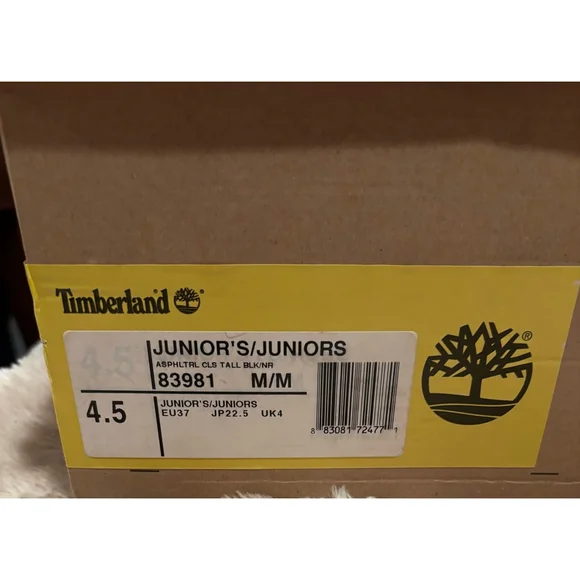 Timberland®
4.5
JUNIOR'S/JUNIORS
ASPHLTRL CLS TALL BLK/NR
83981 M/M
4.5
JUNIOR'S/JUNIORS
EU37 JP22.5 UK4
8 83081 72477 1
®